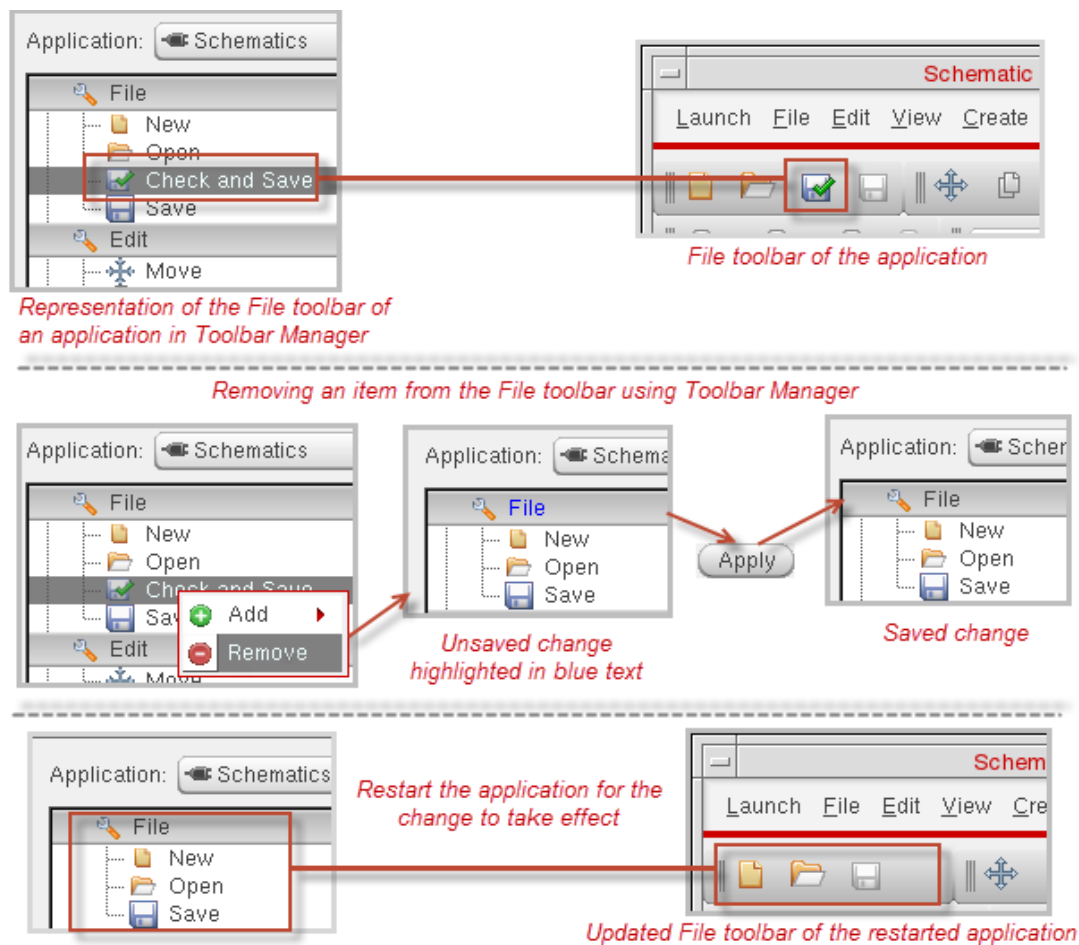 Application: Schematics
File
New
Open
Check and Save
Save
Edit
Move
Representation of the File toolbar of
an application in Toolbar Manager
Schematic
Launch File Edit View Create
File toolbar of the application
Removing an item from the File toolbar using Toolbar Manager
Application: Schematics
File
New
Open
Check and Save
Sav
Add
Remove
Edit
Move
Application: Schema
File
New
Open
Save
Unsaved change
highlighted in blue text
Apply
Application: Scher
File
New
Open
Save
Saved change
Application: Schematics
File
New
Open
Save
Restart the application for the
change to take effect
Schem
Launch File Edit View Cre
Updated File toolbar of the restarted application